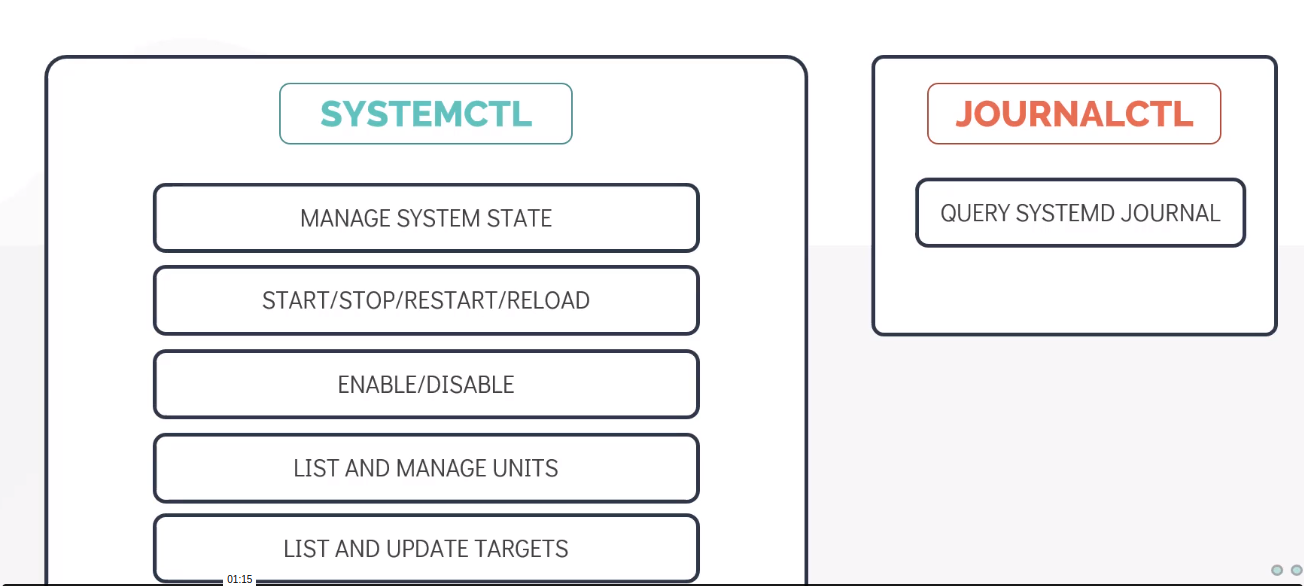 SYSTEMCTL
MANAGE SYSTEM STATE
START/STOP/RESTART/RELOAD
ENABLE/DISABLE
LIST AND MANAGE UNITS
LIST AND UPDATE TARGETS
JOURNALCTL
QUERY SYSTEMD JOURNAL
01:15